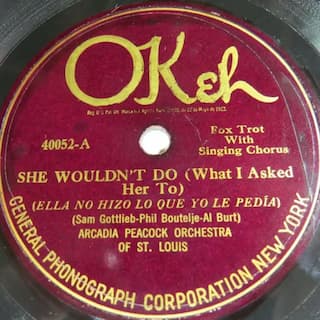 OKeh
Fox Trot
With
Singing Chorus
40052-A
SHE WOULDN'T DO (What I Asked
Her To)
(ELLA NO HIZO LO QUE YO LE PEDÍA)
(Sam Gottlieb-Phil Boutelje-Al Burt)
ARCADIA PEACOCK ORCHESTRA
OF ST. LOUIS
GENERAL PHONOGRAPH CORPORATION NEW YORK